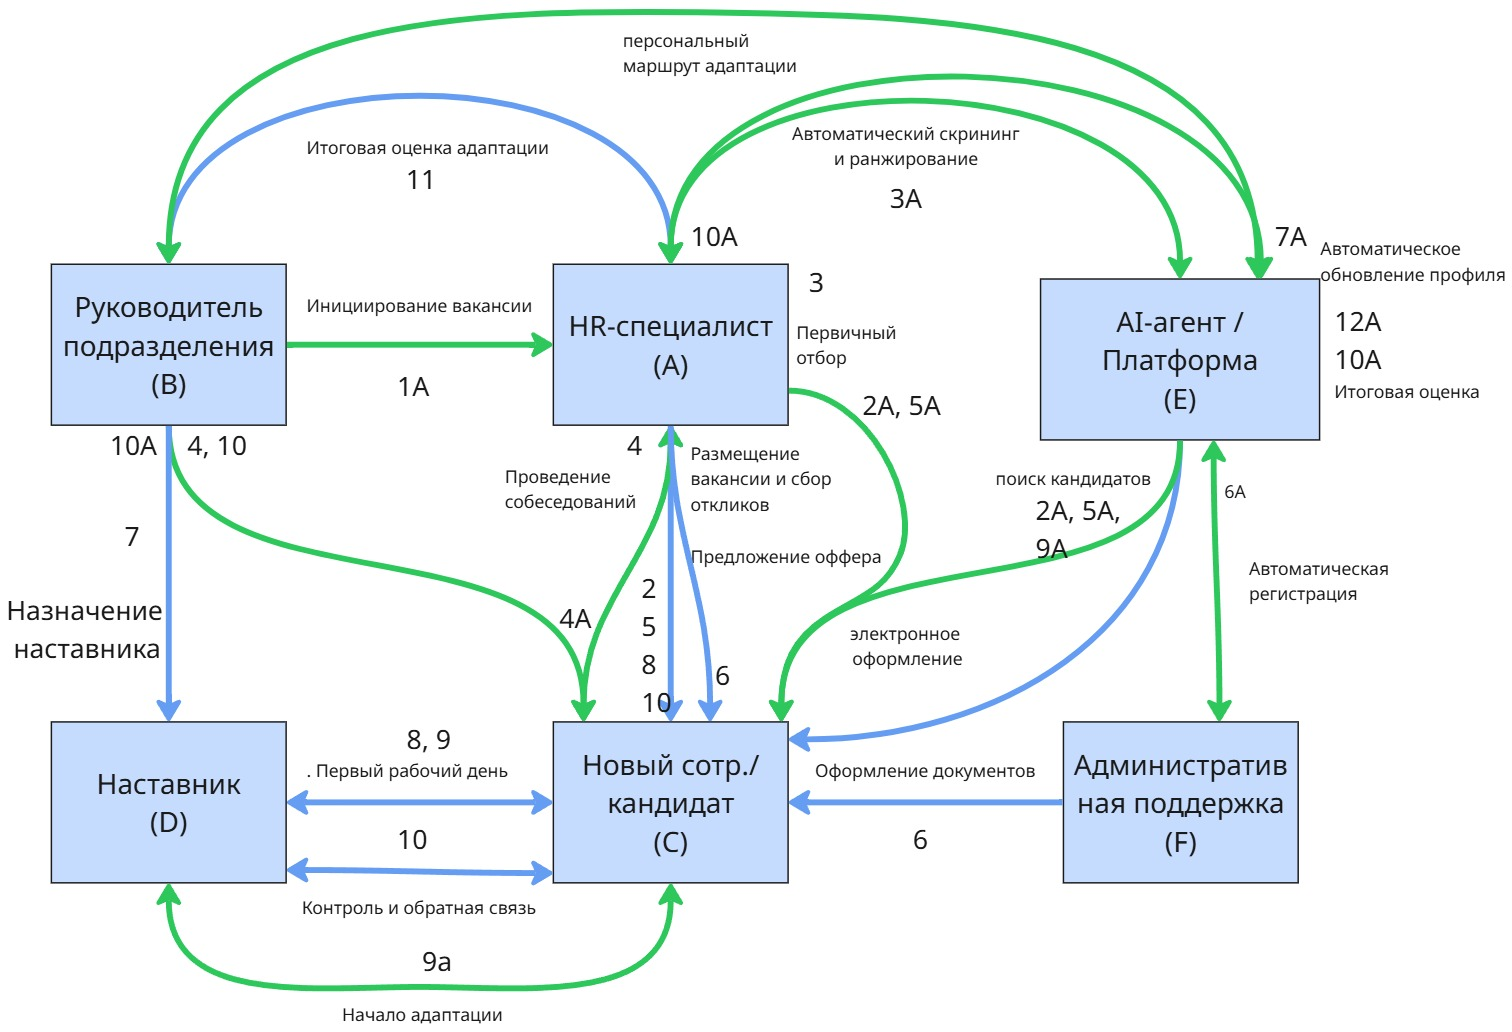 персональный
маршрут адаптации
Итоговая оценка адаптации
11
Автоматический скрининг
и ранжирование
3А
10А
7А
Автоматическое
обновление профиля
Руководитель
подразделения
(B)
Инициирование вакансии
1А
HR-специалист
(A)
3
Первичный
отбор
2А, 5А
AI-агент /
Платформа
(E)
12А
10А
Итоговая оценка
10А
4, 10
7
Назначение
наставника
4
Проведение
собеседований
Размещение
вакансии и сбор
откликов
Предложение оффера
2
5
8
10
4А
6
поиск кандидатов
2А, 5А,
9А
6А
Автоматическая
регистрация
электронное
оформление
Наставник
(D)
8, 9
. Первый рабочий день
10
Контроль и обратная связь
Новый сотр./
кандидат
(C)
Оформление документов
6
Административ
ная поддержка
(F)
9а
Начало адаптации